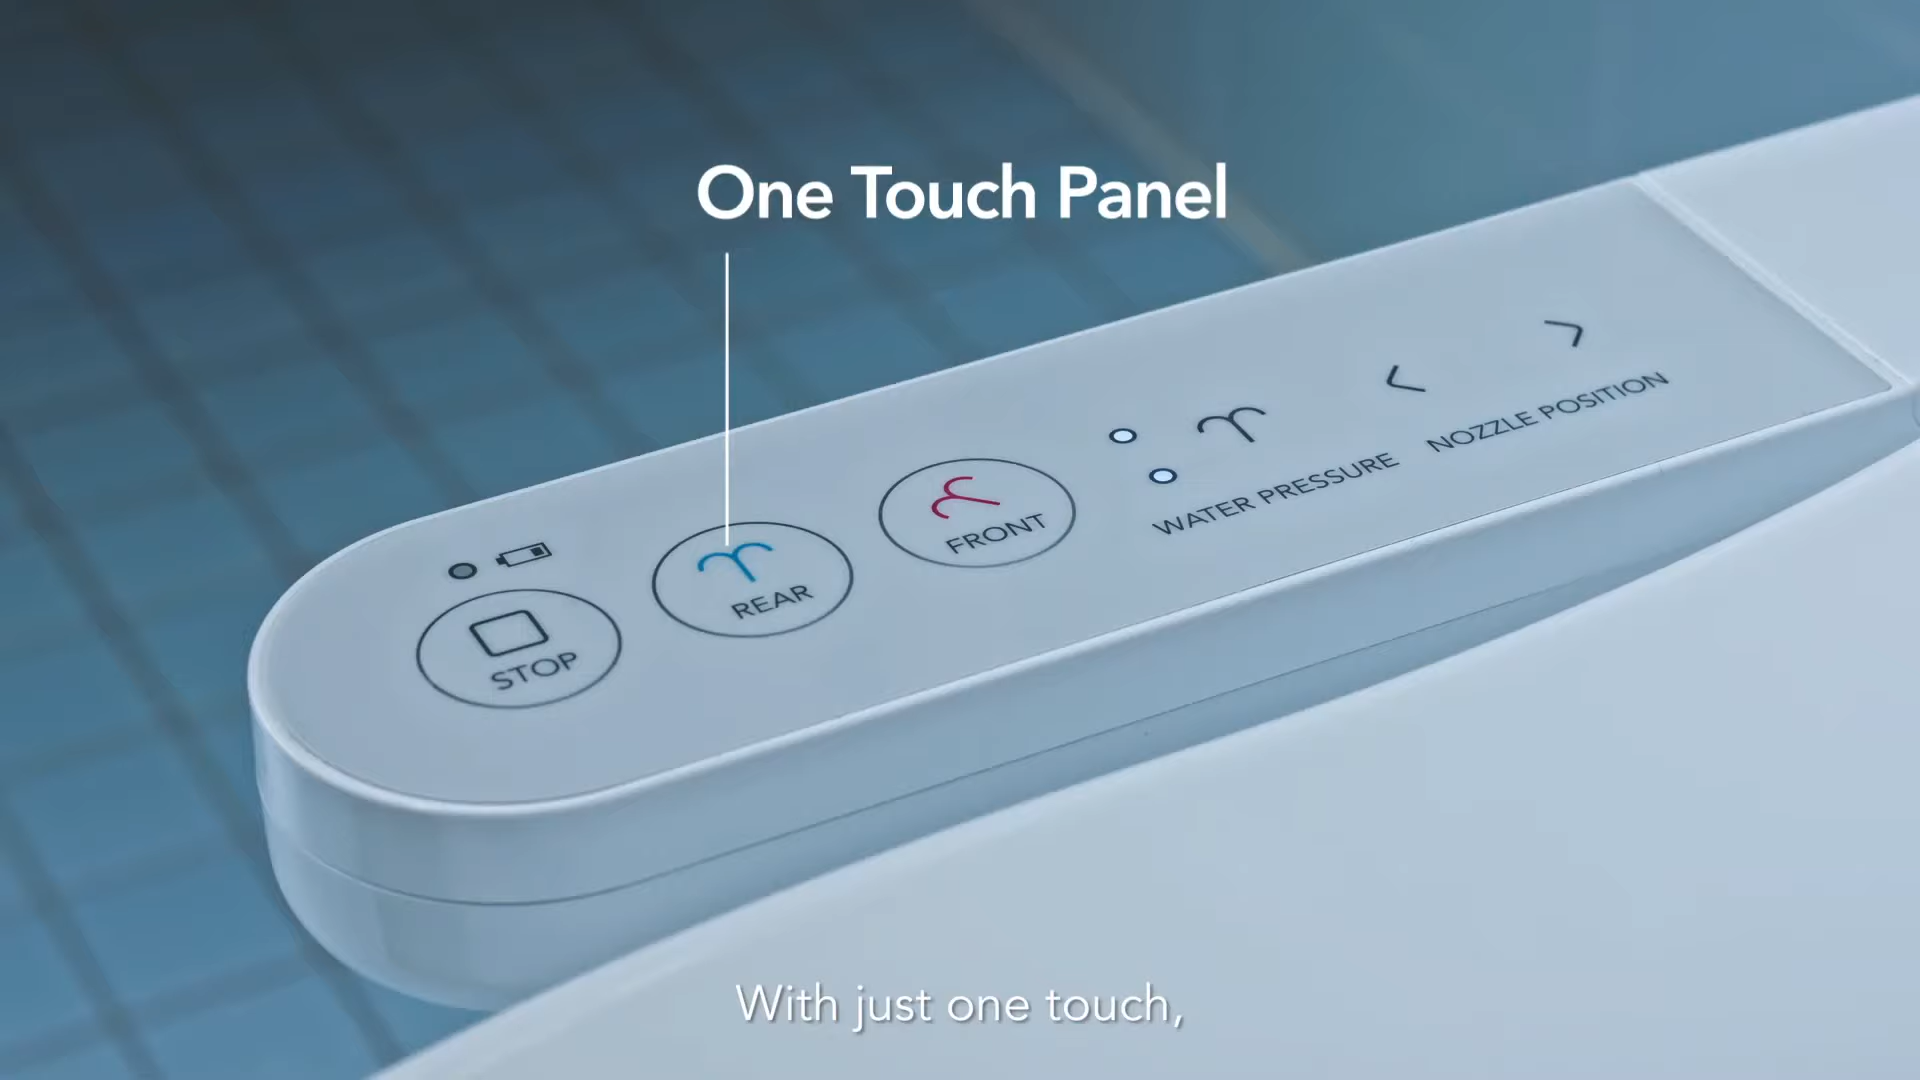 One Touch Panel
STOP
REAR
FRONT
WATER PRESSURE
NOZZLE POSITION
With just one touch,